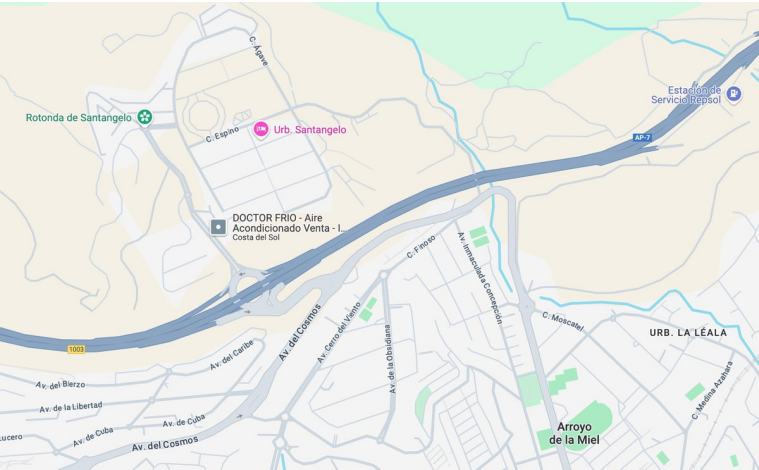 C. Ágave
Estación de
Servicio Repsol
Rotonda de Santangelo
C. Espino
Urb. Santangelo
AP-7
DOCTOR FRIO - Aire
Acondicionado Venta - I...
Costa del Sol
C. Finoso
Av. Inmaculada Concepción
Av. del Cosmos
Av. Cerro del Viento
C. Moscatel
URB. LA LEALA
1003
Av. del Caribe
Av. de la Obsidiana
C. Medina Azahara
Av. del Bierzo
Av. de la Libertad
Av. de Cuba
Lucero
Av. de Cuba
Av. del Cosmos
Arroyo
de la Miel